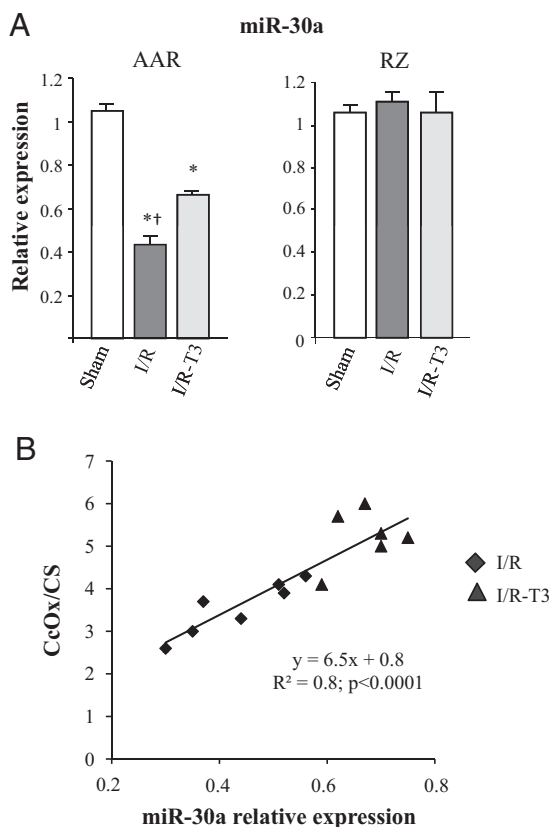 A
miR-30a
AAR
RZ
Relative expression
1.2
1
0.8
0.6
0.4
0.2
*†
*
Sham
I/R
I/R-T3
1.2
1
0.8
0.6
0.4
0.2
0
Sham
I/R
I/R-T3
B
CcOx/CS
7
6
5
4
3
2
1
0
I/R
I/R-T3
y = 6.5x + 0.8
R² = 0.8; p<0.0001
0.2
0.4
0.6
0.8
miR-30a relative expression